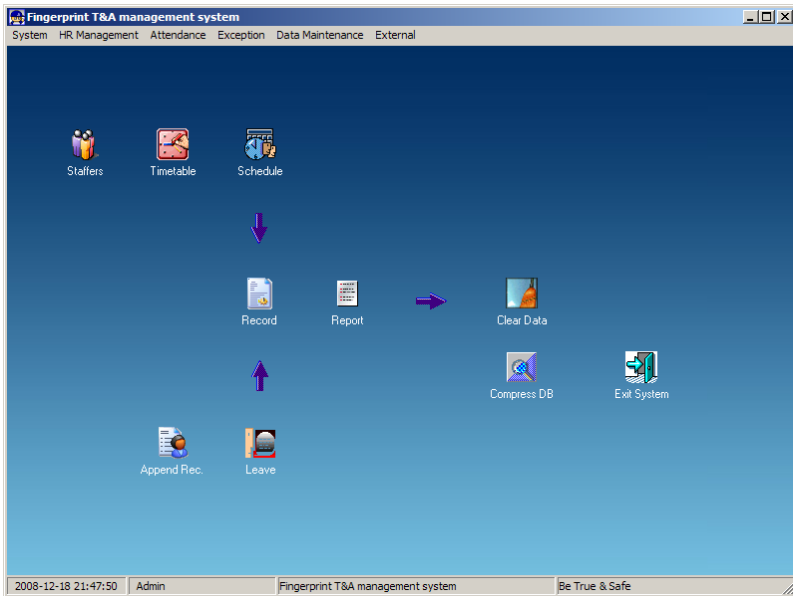 Fingerprint T&A management system
System HR Management Attendance Exception Data Maintenance External
Staffers Timetable Schedule
Record Report Clear Data
Compress DB Exit System
Append Rec. Leave
2008-12-18 21:47:50 Admin Fingerprint T&A management system Be True & Safe